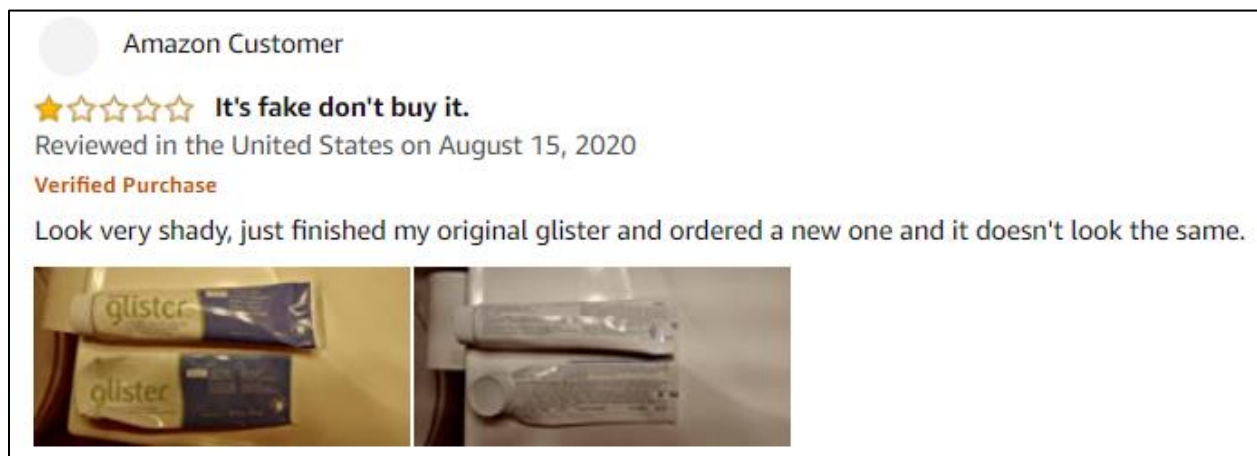 Amazon Customer
It's fake don't buy it.
Reviewed in the United States on August 15, 2020
Verified Purchase
Look very shady, just finished my original glister and ordered a new one and it doesn't look the same.
glister
glister